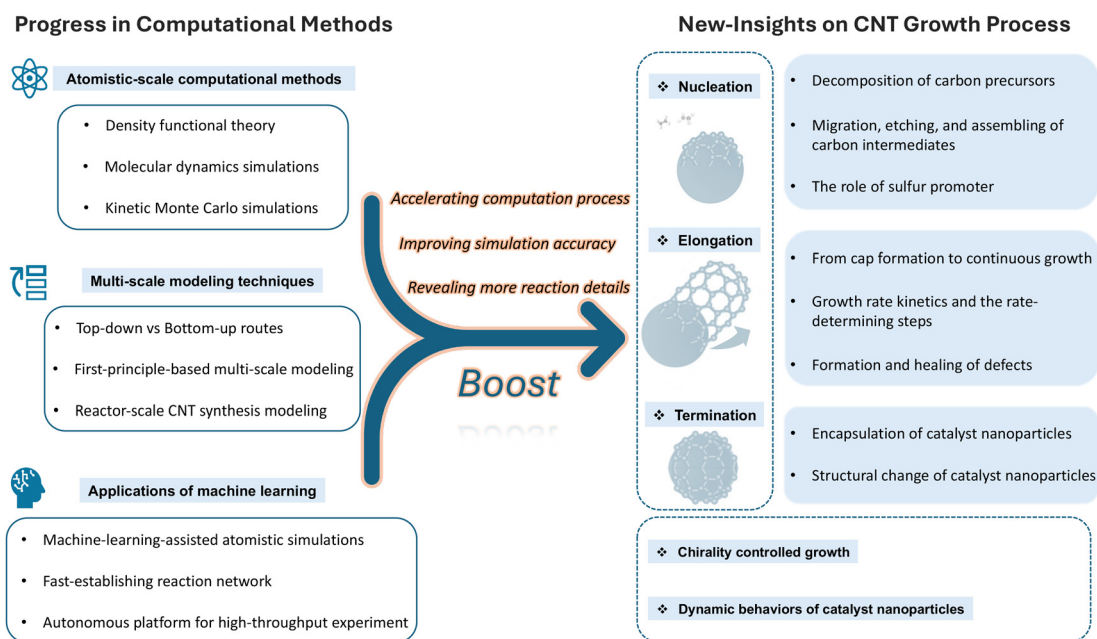 Progress in Computational Methods
Atomistic-scale computational methods
• Density functional theory
• Molecular dynamics simulations
• Kinetic Monte Carlo simulations
Multi-scale modeling techniques
• Top-down vs Bottom-up routes
• First-principle-based multi-scale modeling
• Reactor-scale CNT synthesis modeling
Applications of machine learning
• Machine-learning-assisted atomistic simulations
• Fast-establishing reaction network
• Autonomous platform for high-throughput experiment
Accelerating computation process
Improving simulation accuracy
Revealing more reaction details
Boost
New-Insights on CNT Growth Process
❖ Nucleation
• Decomposition of carbon precursors
• Migration, etching, and assembling of
carbon intermediates
• The role of sulfur promoter
❖ Elongation
• From cap formation to continuous growth
• Growth rate kinetics and the rate-
determining steps
• Formation and healing of defects
❖ Termination
• Encapsulation of catalyst nanoparticles
• Structural change of catalyst nanoparticles
❖ Chirality controlled growth
❖ Dynamic behaviors of catalyst nanoparticles